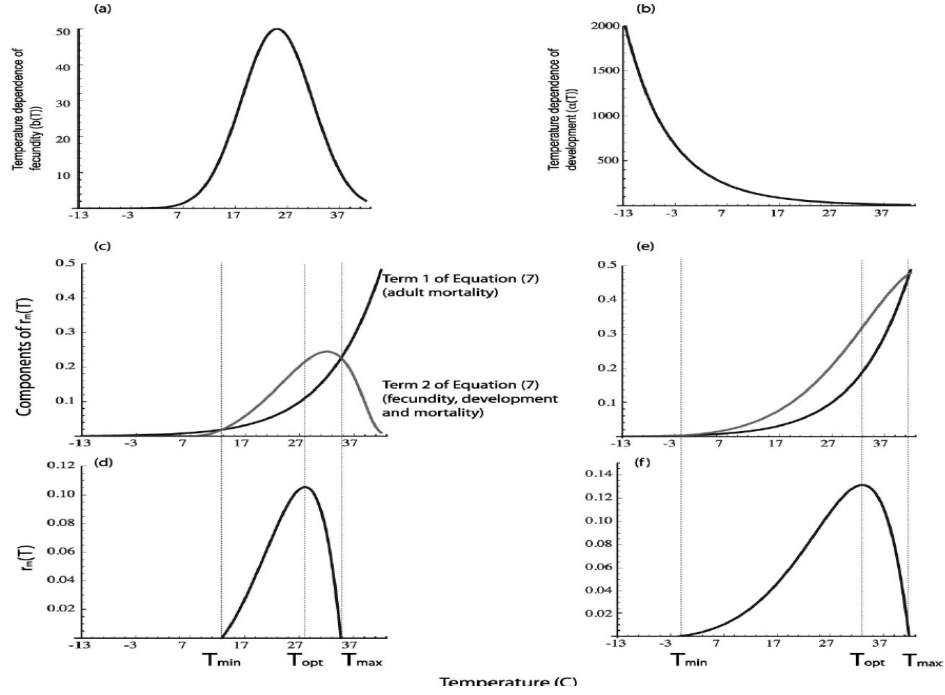 (a)
Temperature dependence of
fecundity (b(T))
50
40
30
20
10
-13 -3 7 17 27 37
(b)
Temperature dependence of
development (α(T))
2000
1500
1000
500
-13 -3 7 17 27 37
(c)
Components of rm(T)
0.5
0.4
0.3
0.2
0.1
-13 -3 7 17 27 37
Term 1 of Equation (7)
(adult mortality)
Term 2 of Equation (7)
(fecundity, development
and mortality)
(e)
0.5
0.4
0.3
0.2
0.1
-13 -3 7 17 27 37
(d)
rm(T)
0.12
0.10
0.08
0.06
0.04
0.02
-13 -3 7 17 27 37
Tmin Topt Tmax
(f)
0.14
0.12
0.10
0.08
0.06
0.04
0.02
-13 -3 7 17 27 37
Tmin Topt Tmax
Temperature (C)